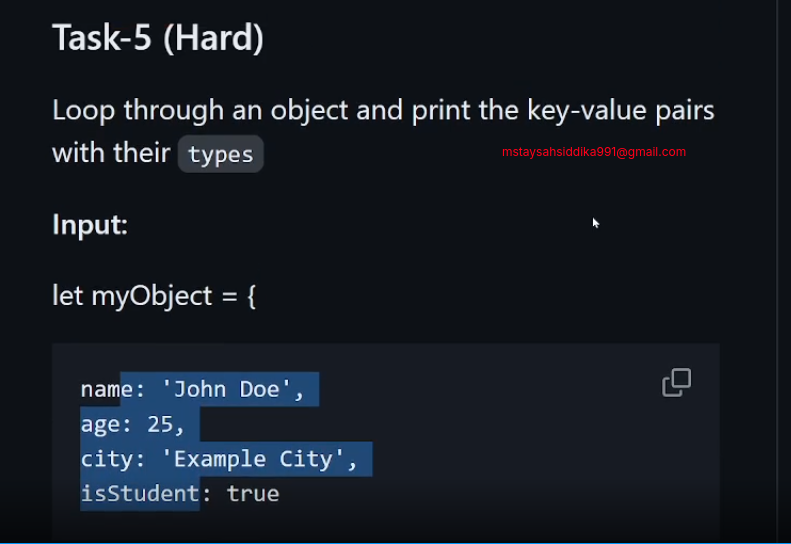 Task-5 (Hard)
Loop through an object and print the key-value pairs
with their types
mstaysahsiddika991@gmail.com
Input:
let myObject = {
name: 'John Doe',
age: 25,
city: 'Example City',
isStudent: true